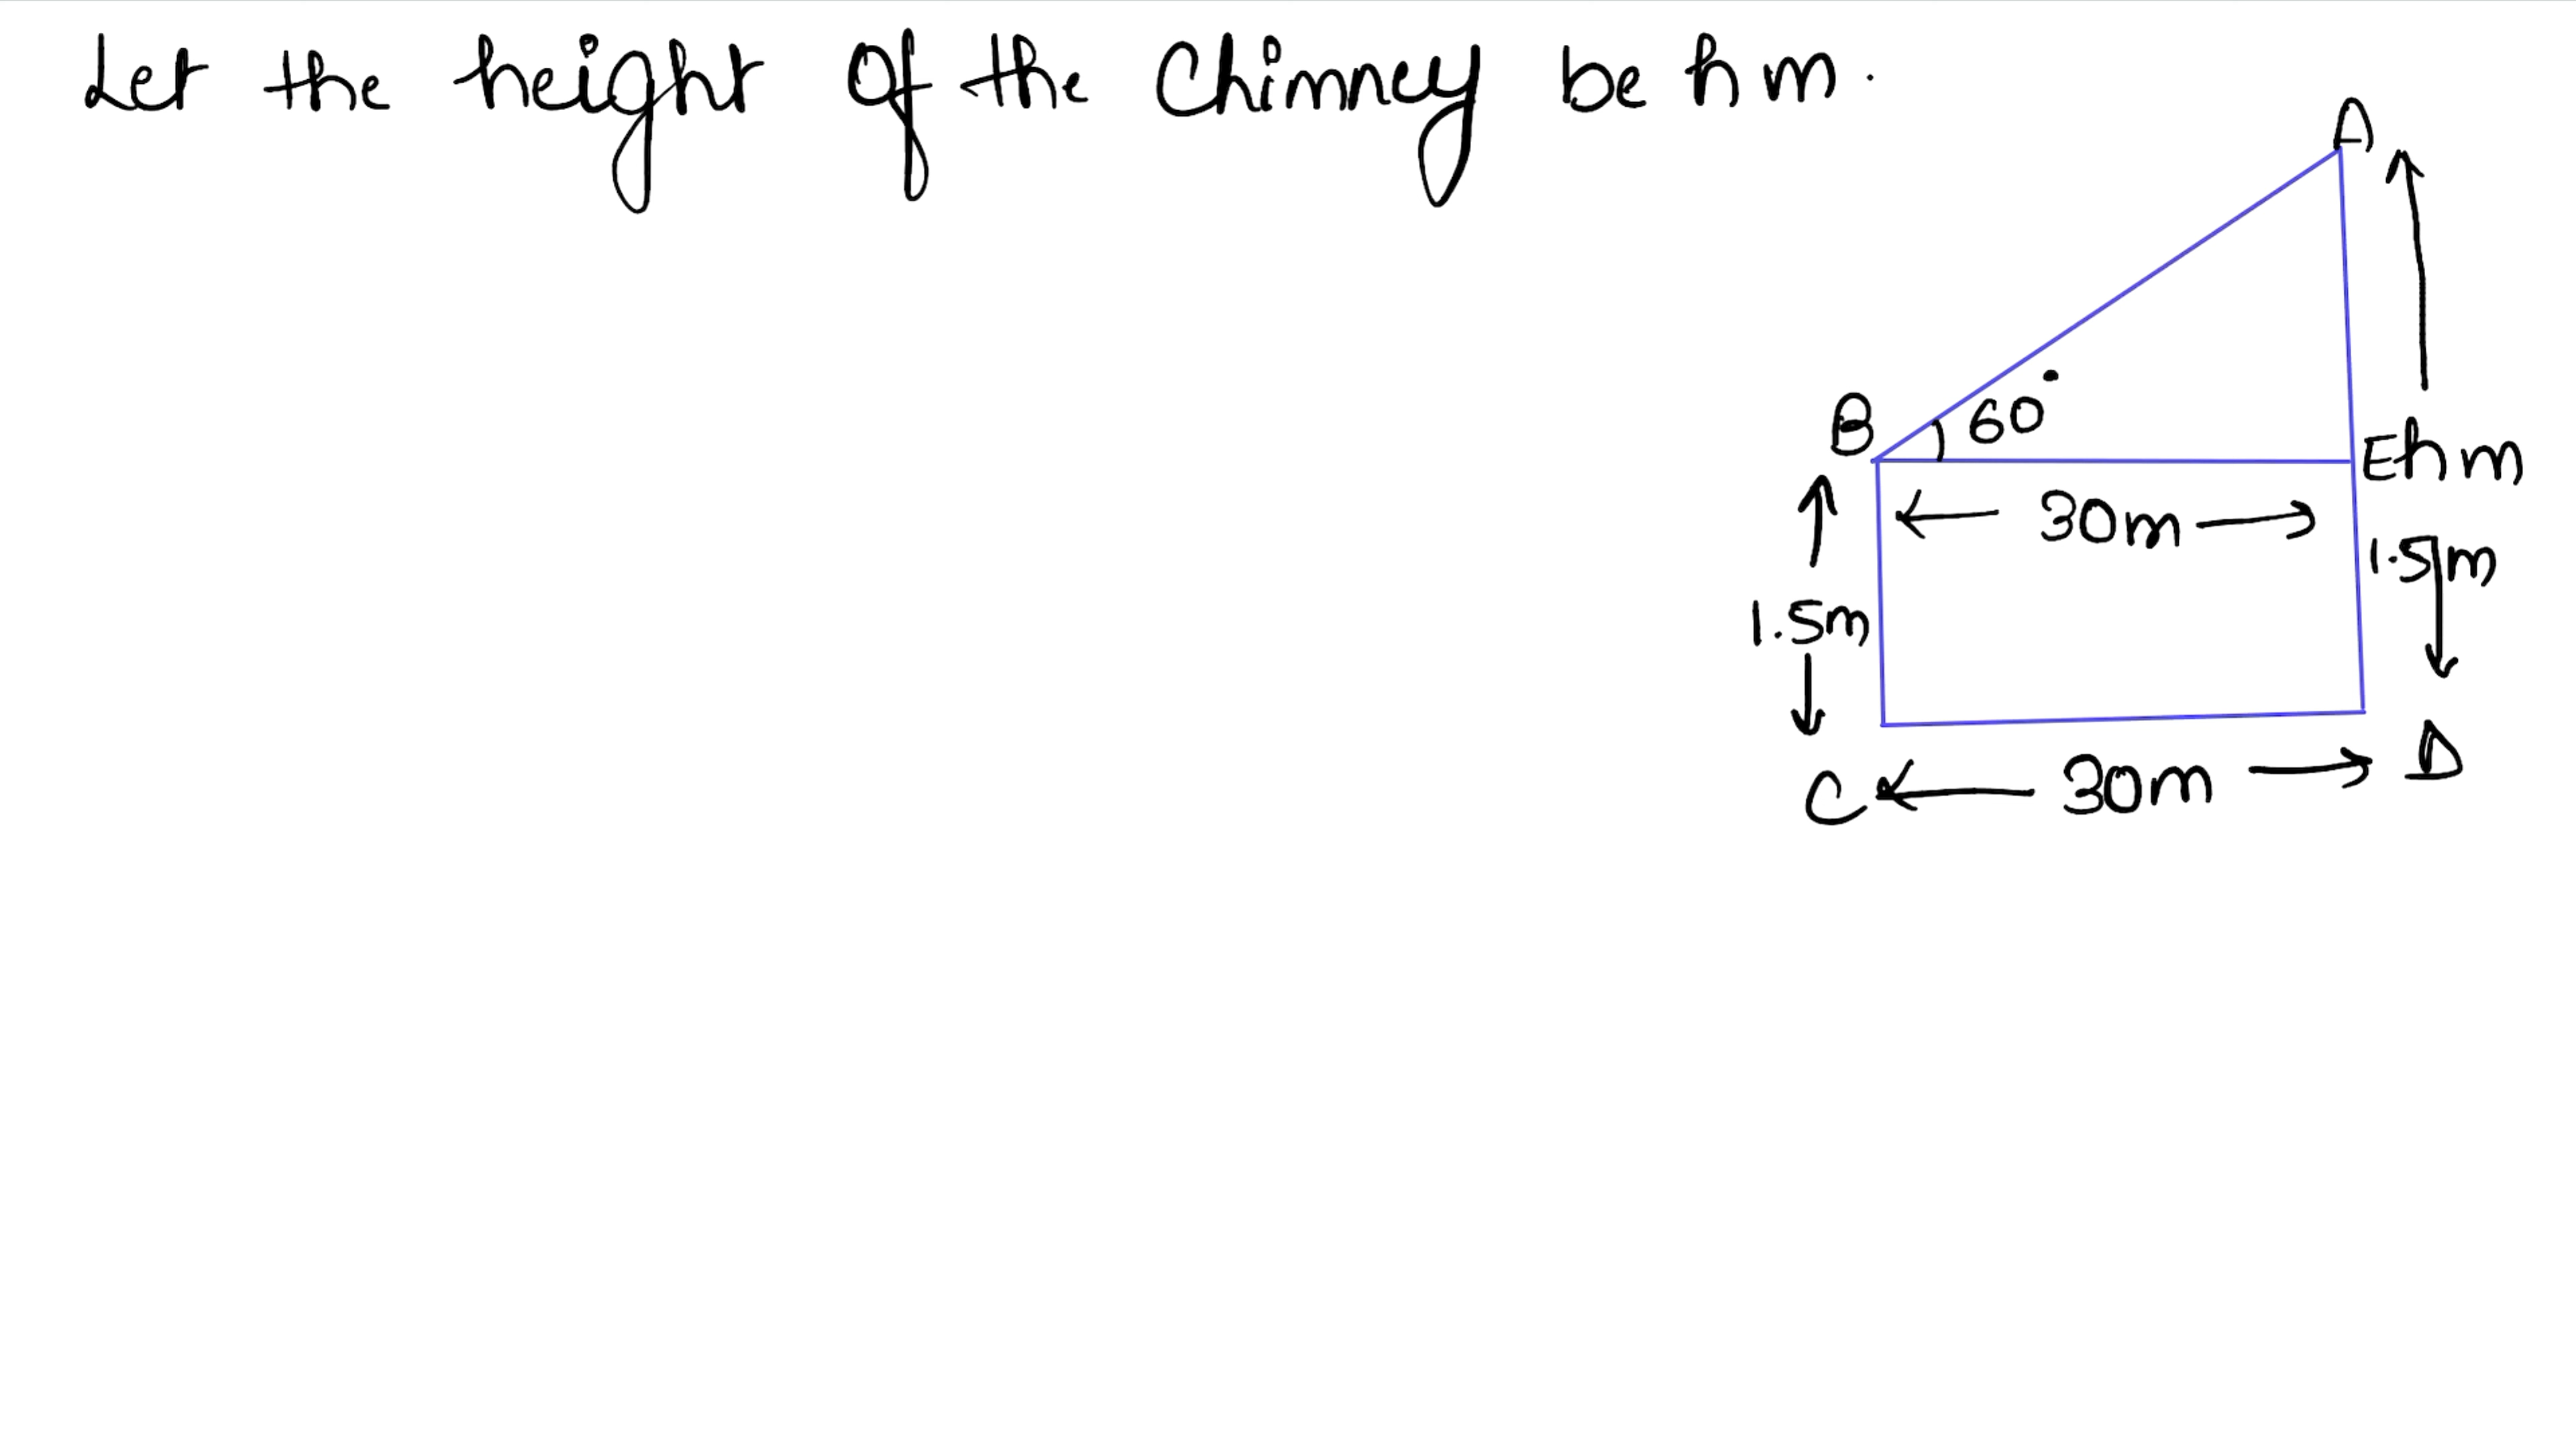 Let the height of the Chimney be h m.
A
B
60°
E h m
30m
1.5m
1.5m
C
30m
D